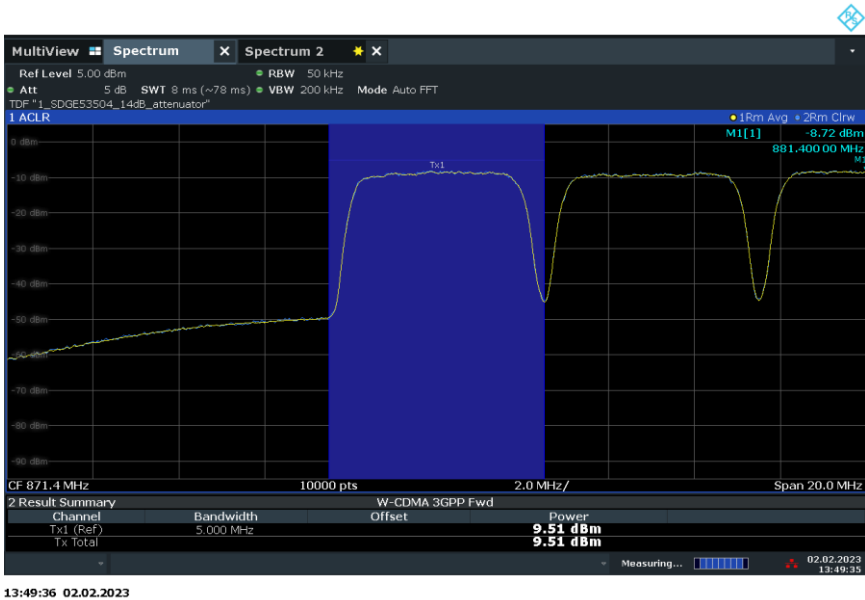 R&S
MultiView Spectrum X Spectrum 2 X
Ref Level 5.00 dBm RBW 50 kHz
Att 5 dB SWT 8 ms (~78 ms) VBW 200 kHz Mode Auto FFT
TDF "1_SDGE53504_14dB_attenuator"
1 ACLR 1Rm Avg 2Rm Clrw
M1[1] -8.72 dBm
881.400 00 MHz
M1
0 dBm
Tx1
-10 dBm
-20 dBm
-30 dBm
-40 dBm
-50 dBm
-60 dBm
-70 dBm
-80 dBm
-90 dBm
CF 871.4 MHz 10000 pts 2.0 MHz/ Span 20.0 MHz
2 Result Summary W-CDMA 3GPP Fwd
Channel Bandwidth Offset Power
Tx1 (Ref) 5.000 MHz 9.51 dBm
Tx Total 9.51 dBm
Measuring... 02.02.2023
13:49:35
13:49:36 02.02.2023